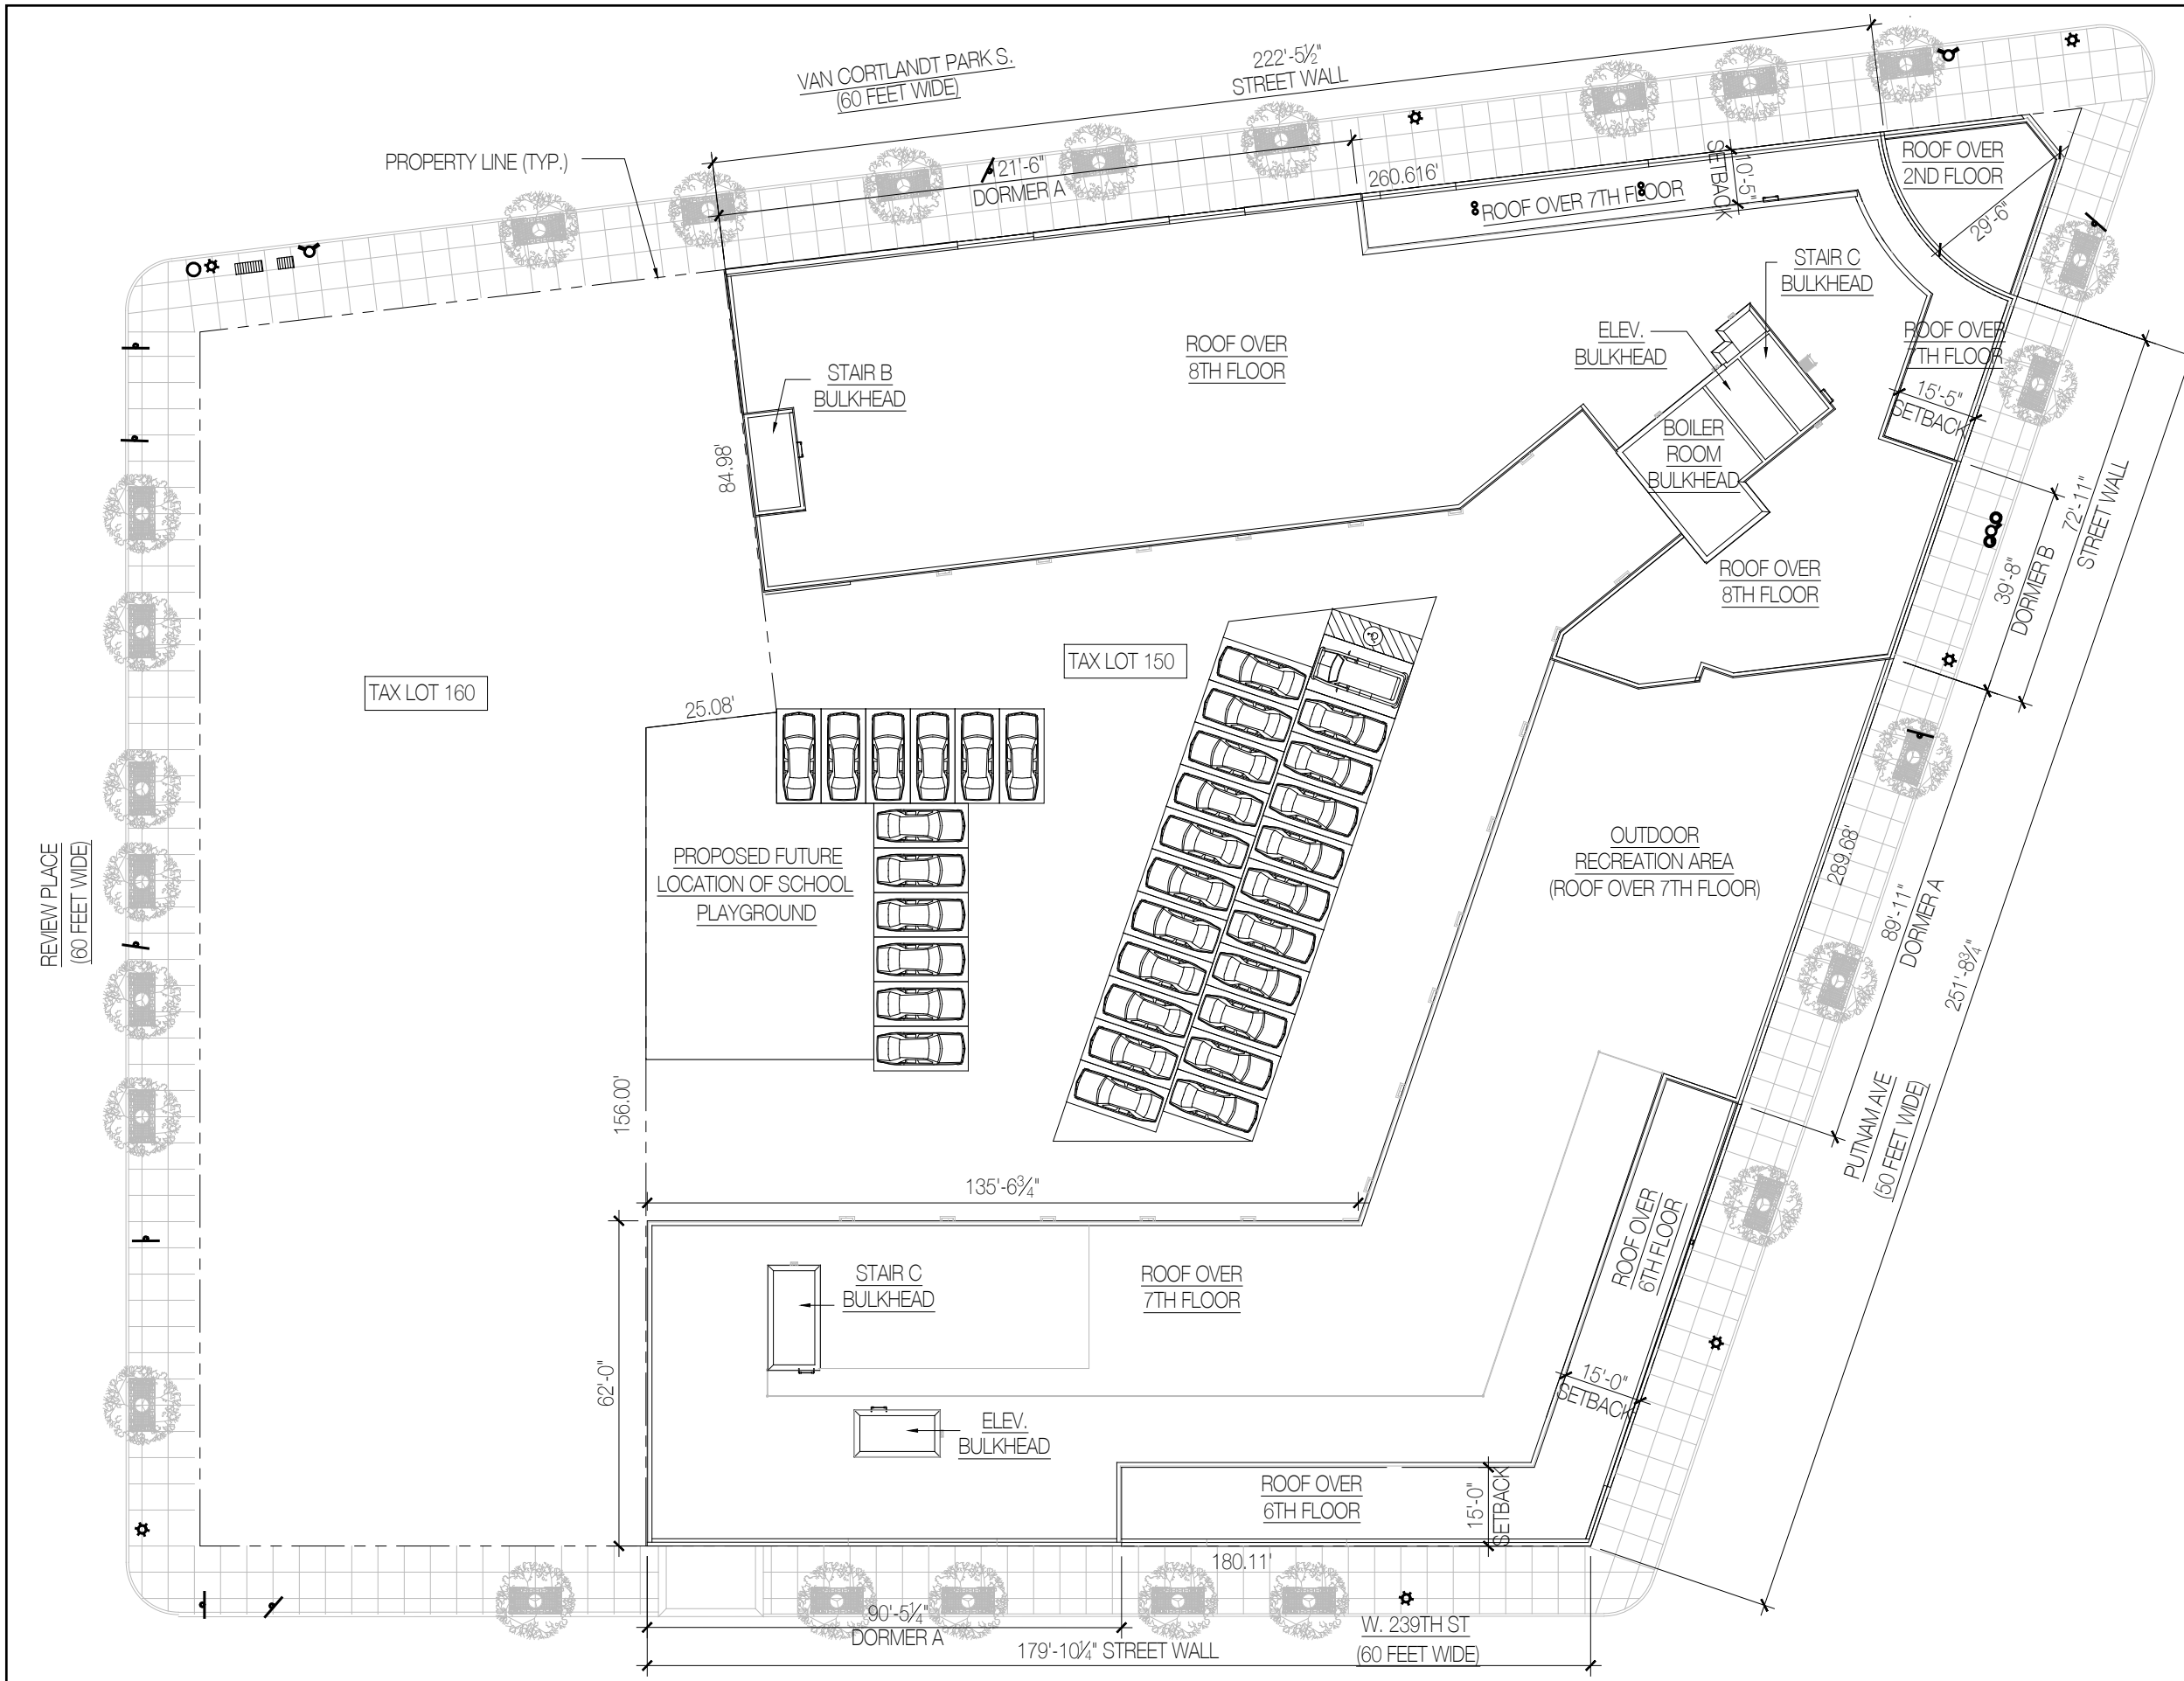 VAN CORTLANDT PARK S.
(60 FEET WIDE)
222'-5½"
STREET WALL
PROPERTY LINE (TYP.)
21'-6"
DORMER A
260.616'
10'-5"
SETBACK
ROOF OVER 7TH FLOOR
ROOF OVER
2ND FLOOR
29'-6"
STAIR C
BULKHEAD
ELEV.
BULKHEAD
ROOF OVER
7TH FLOOR
ROOF OVER
8TH FLOOR
STAIR B
BULKHEAD
15'-5"
SETBACK
BOILER
ROOM
BULKHEAD
84.98'
72'-11"
STREET WALL
39'-8"
DORMER B
ROOF OVER
8TH FLOOR
TAX LOT 150
TAX LOT 160
25.08'
OUTDOOR
RECREATION AREA
(ROOF OVER 7TH FLOOR)
289.68'
89'-11"
DORMER A
251'-8¾"
REVIEW PLACE
(60 FEET WIDE)
PROPOSED FUTURE
LOCATION OF SCHOOL
PLAYGROUND
PUTNAM AVE
(50 FEET WIDE)
156.00'
135'-6¾"
ROOF OVER
6TH FLOOR
STAIR C
BULKHEAD
ROOF OVER
7TH FLOOR
62'-0"
15'-0"
SETBACK
ELEV.
BULKHEAD
ROOF OVER
6TH FLOOR
15'-0"
SETBACK
180.11'
90'-5¼"
DORMER A
179'-10¼" STREET WALL
W. 239TH ST
(60 FEET WIDE)